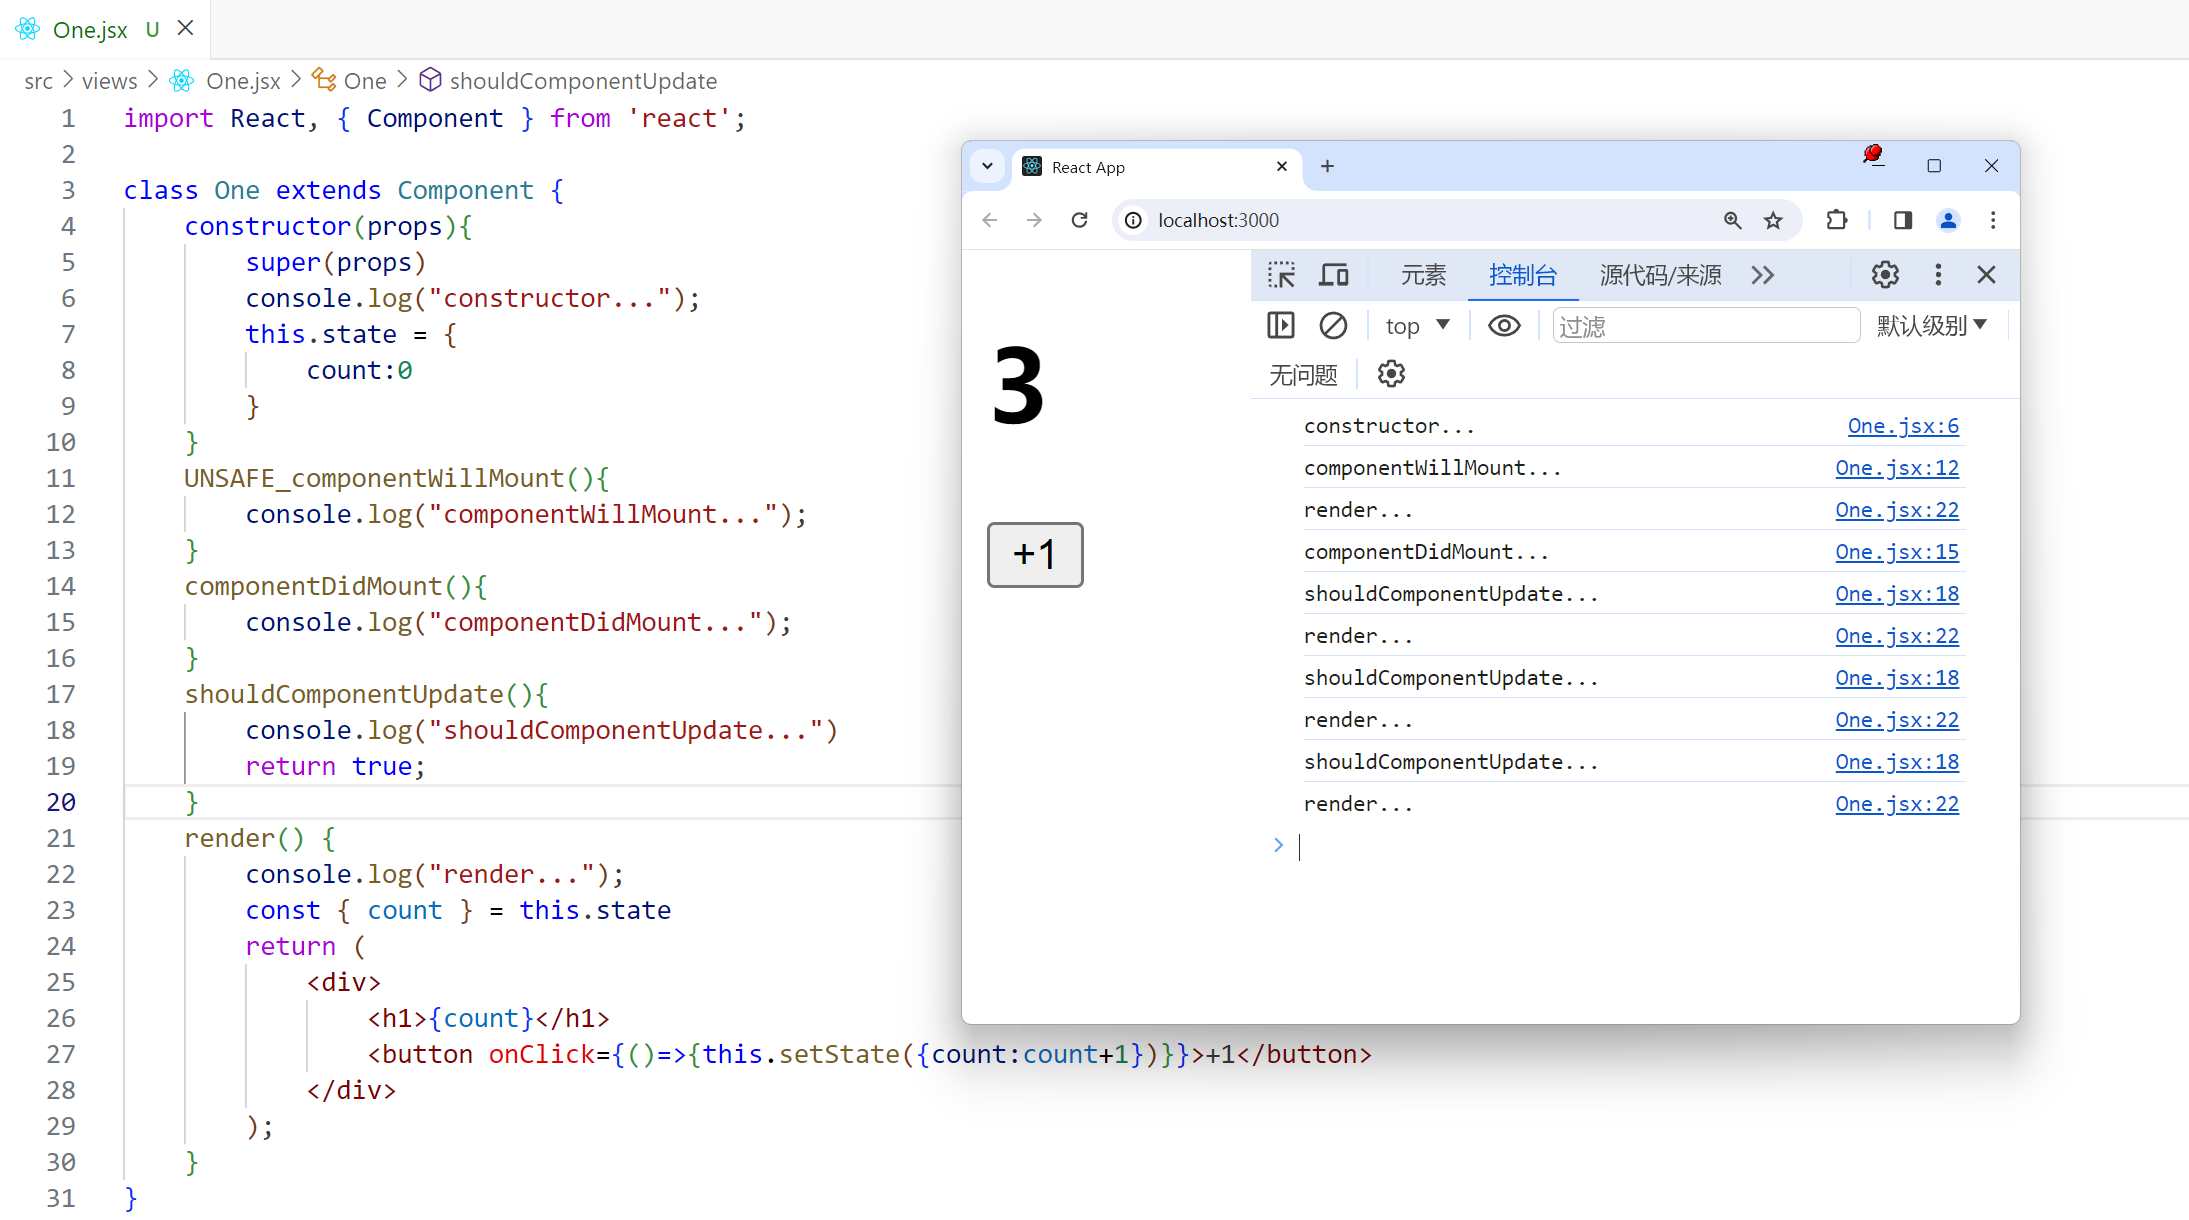 One.jsx U
src > views > One.jsx > One > shouldComponentUpdate
1 import React, { Component } from 'react';
2
3 class One extends Component {
4 constructor(props){
5 super(props)
6 console.log("constructor...");
7 this.state = {
8 count:0
9 }
10 }
11 UNSAFE_componentWillMount(){
12 console.log("componentWillMount...");
13 }
14 componentDidMount(){
15 console.log("componentDidMount...");
16 }
17 shouldComponentUpdate(){
18 console.log("shouldComponentUpdate...")
19 return true;
20 }
21 render() {
22 console.log("render...");
23 const { count } = this.state
24 return (
25 <div>
26 <h1>{count}</h1>
27 <button onClick={()=>{this.setState({count:count+1})}}>+1</button>
28 </div>
29 );
30 }
31 }
React App
localhost:3000
3
+1
元素 控制台 源代码/来源
top 过滤 默认级别
无问题
constructor... One.jsx:6
componentWillMount... One.jsx:12
render... One.jsx:22
componentDidMount... One.jsx:15
shouldComponentUpdate... One.jsx:18
render... One.jsx:22
shouldComponentUpdate... One.jsx:18
render... One.jsx:22
shouldComponentUpdate... One.jsx:18
render... One.jsx:22